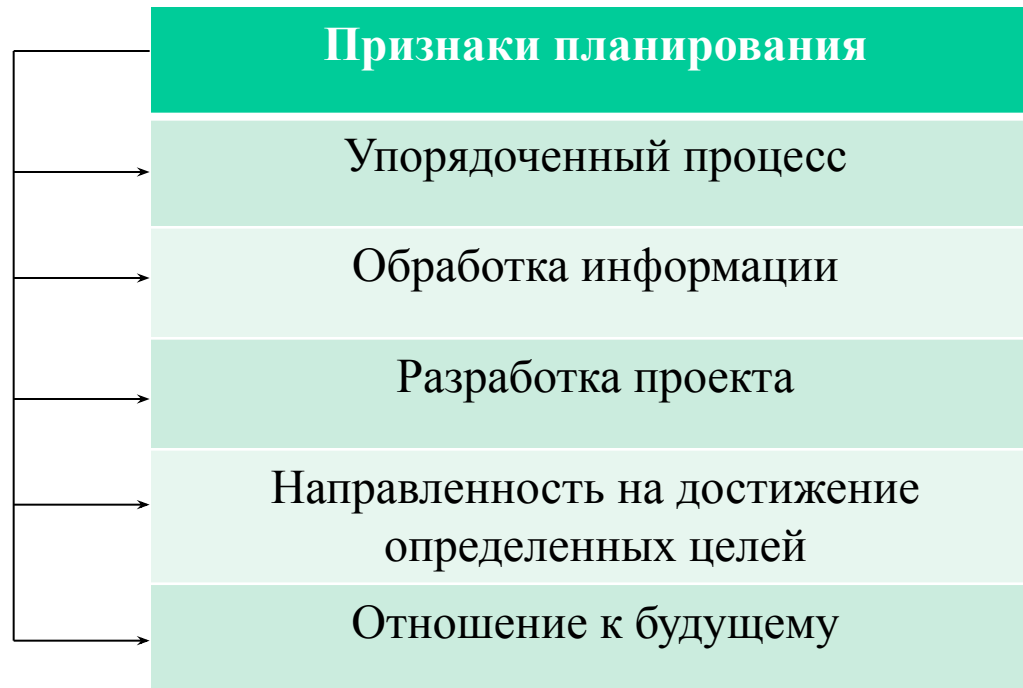 Признаки планирования
Упорядоченный процесс
Обработка информации
Разработка проекта
Направленность на достижение
определенных целей
Отношение к будущему